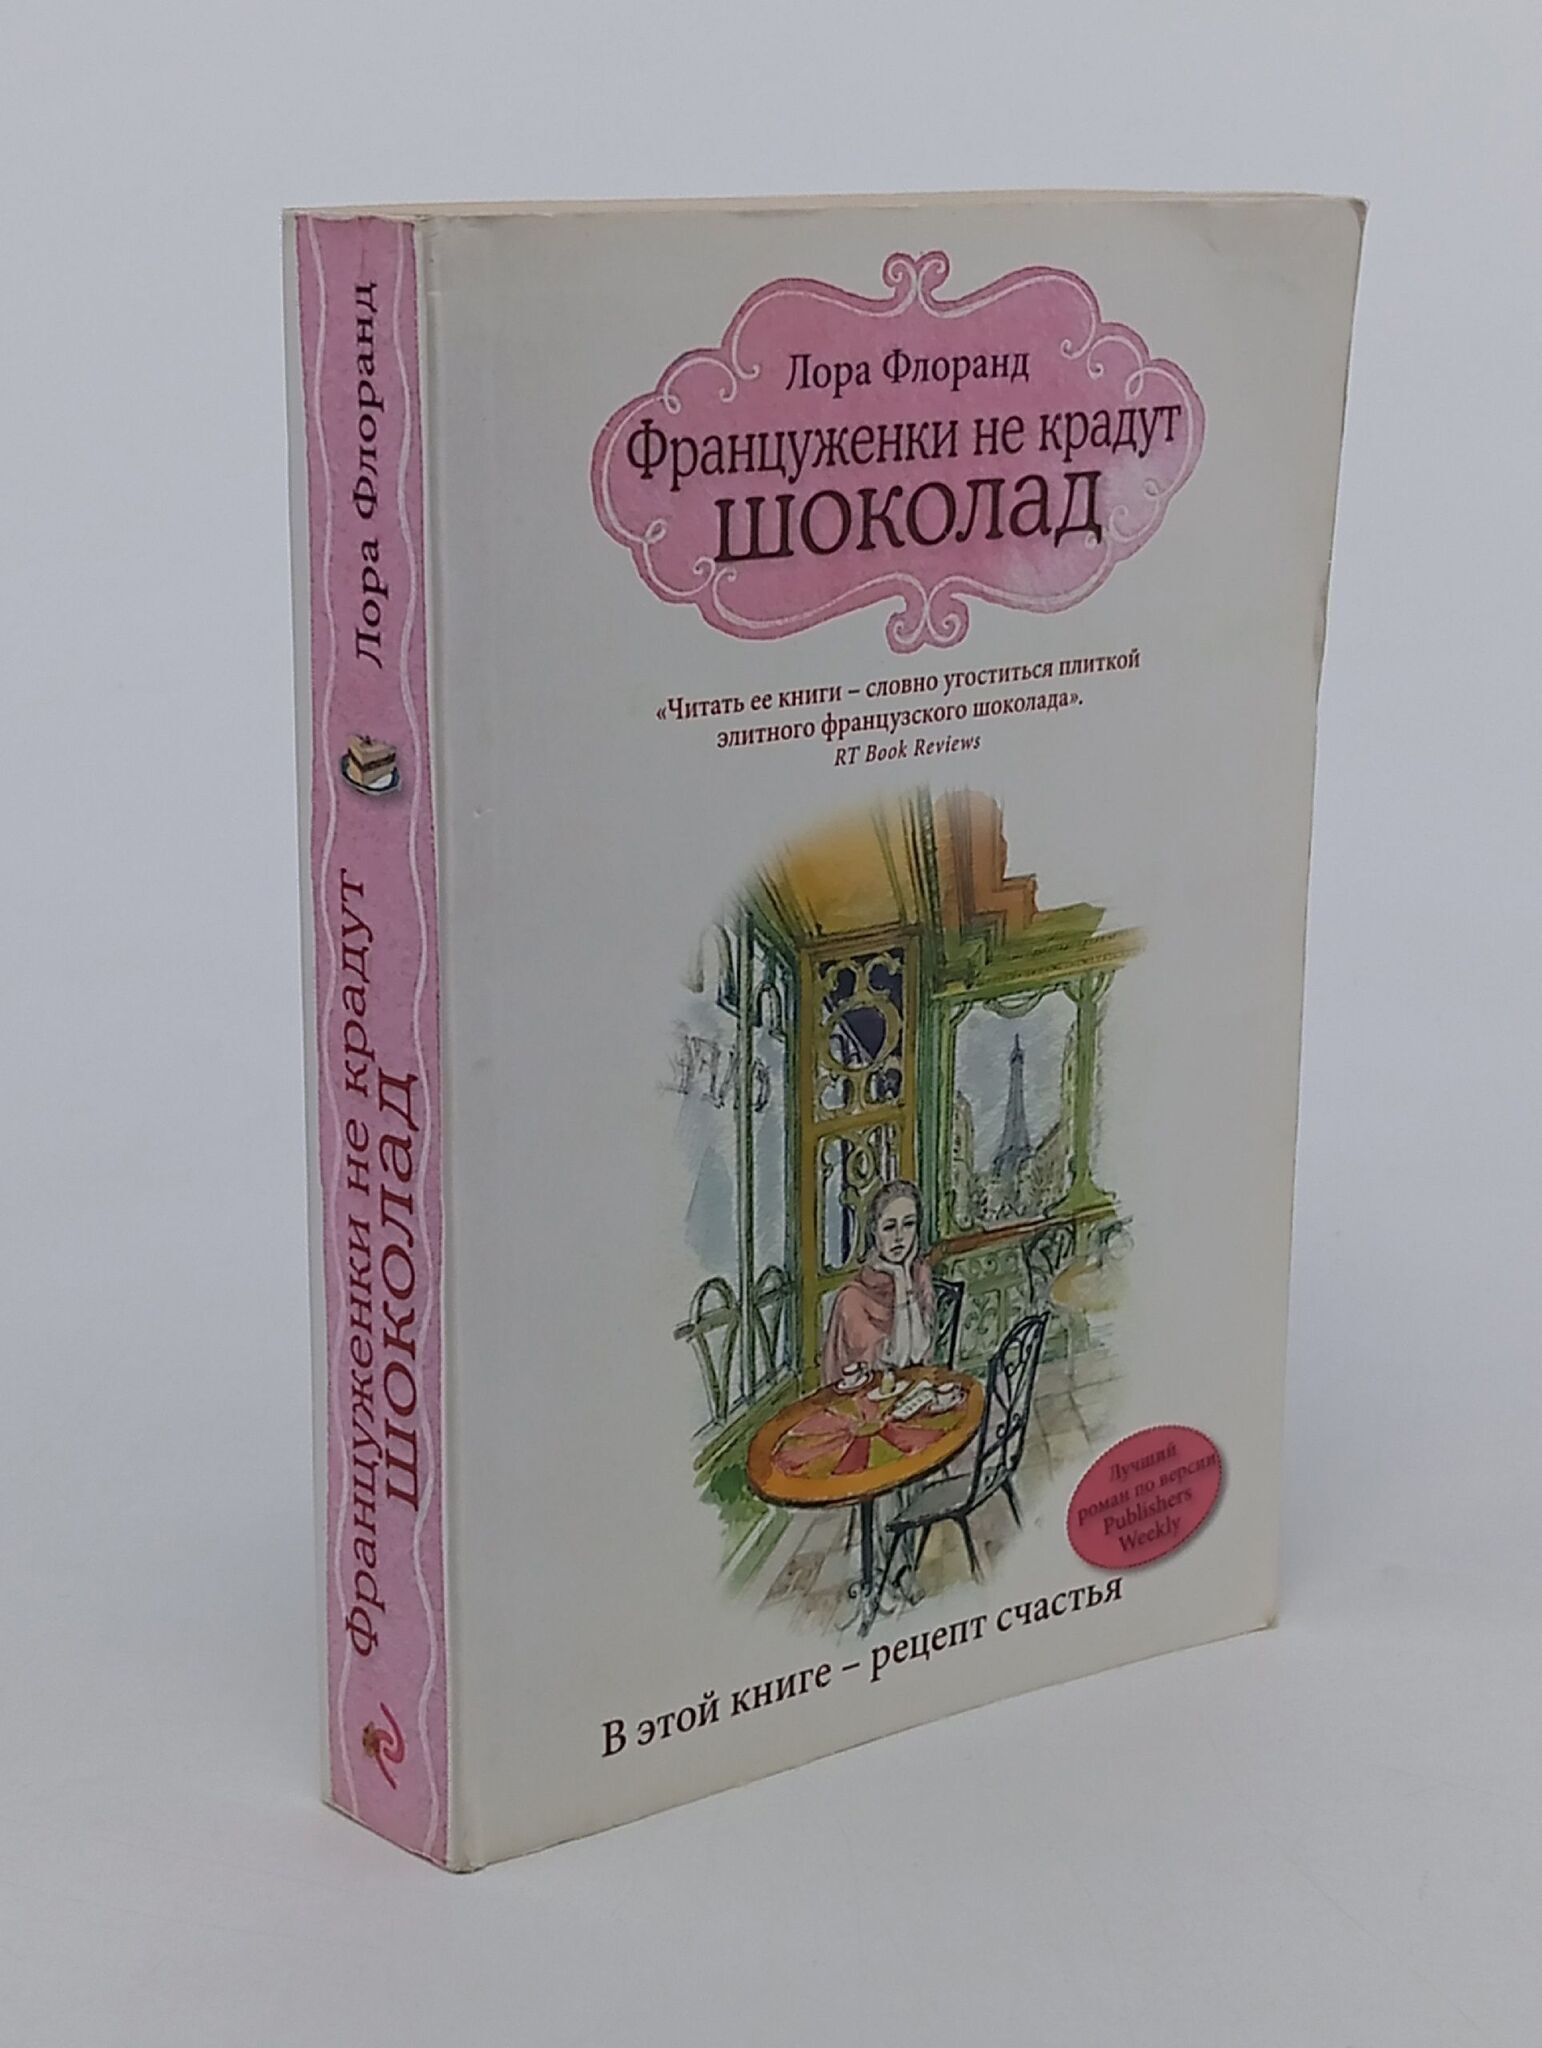 Лора Флоранд
Француженки не крадут
ШОКОЛАД
«Читать ее книги – словно угоститься плиткой
элитного французского шоколада».
RT Book Reviews
CAFE
Лучший
роман по версии
Publishers
Weekly
В этой книге – рецепт счастья
Лора Флоранд
Француженки не крадут
ШОКОЛАД